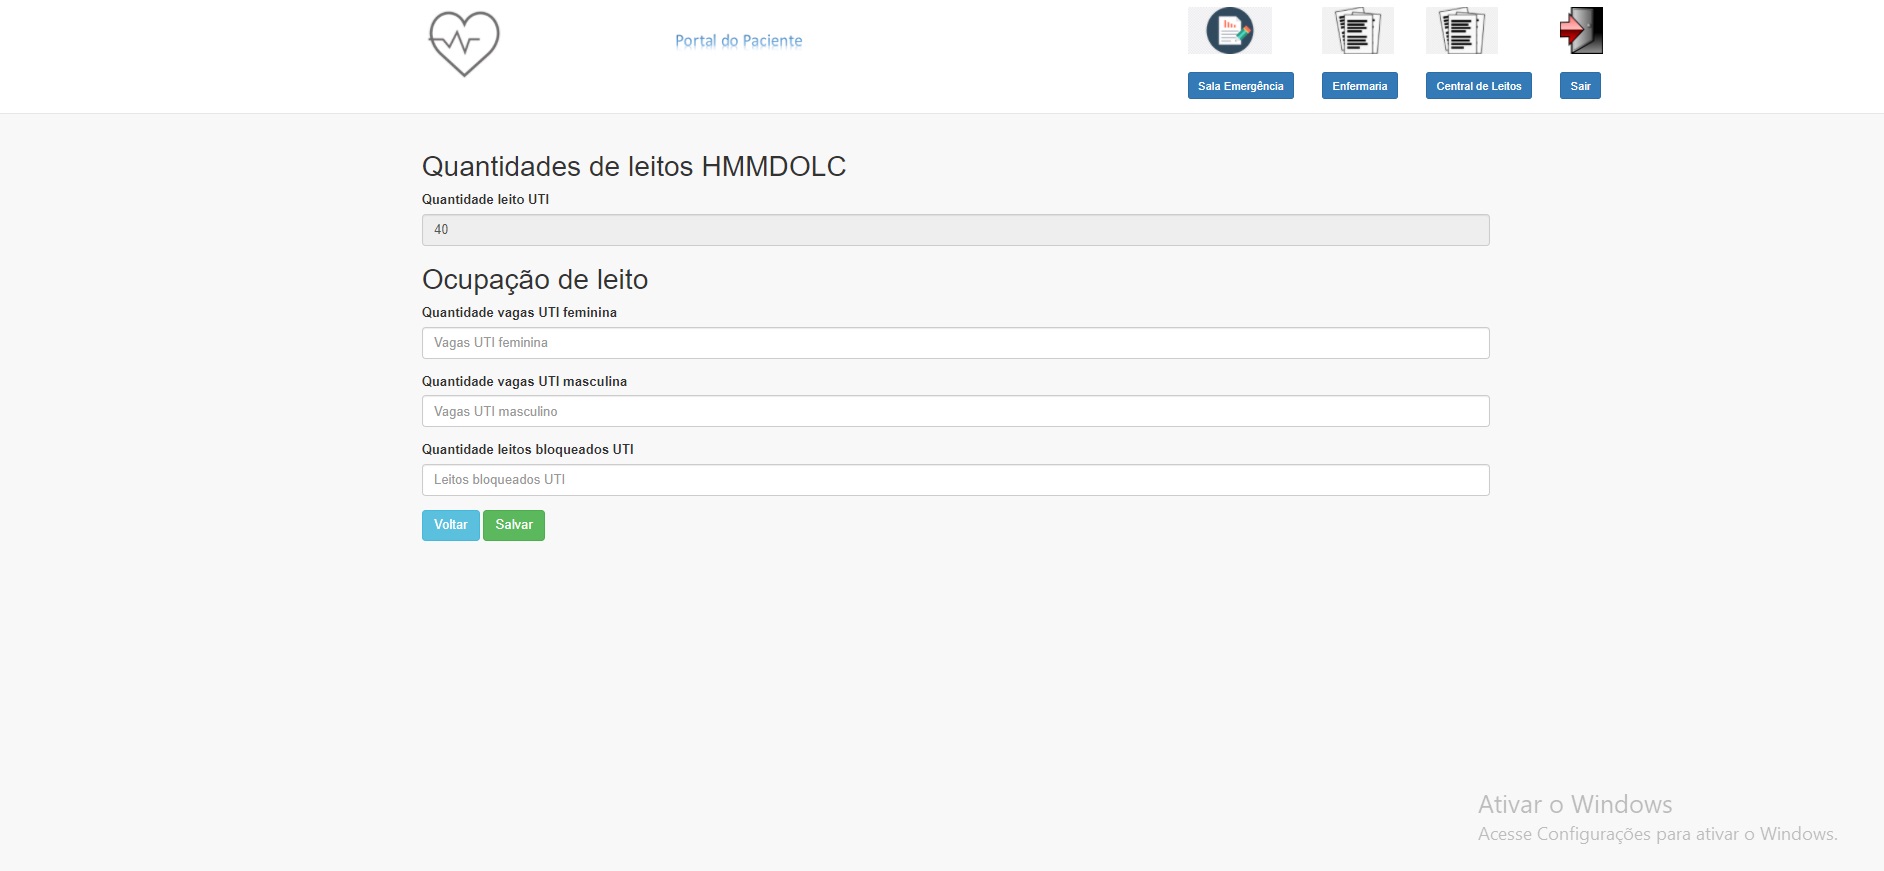 Portal do Paciente
Sala Emergência
Enfermaria
Central de Leitos
Sair
Quantidades de leitos HMMDOLC
Quantidade leito UTI
40
Ocupação de leito
Quantidade vagas UTI feminina
Vagas UTI feminina
Quantidade vagas UTI masculina
Vagas UTI masculino
Quantidade leitos bloqueados UTI
Leitos bloqueados UTI
Voltar Salvar
Ativar o Windows
Acesse Configurações para ativar o Windows.